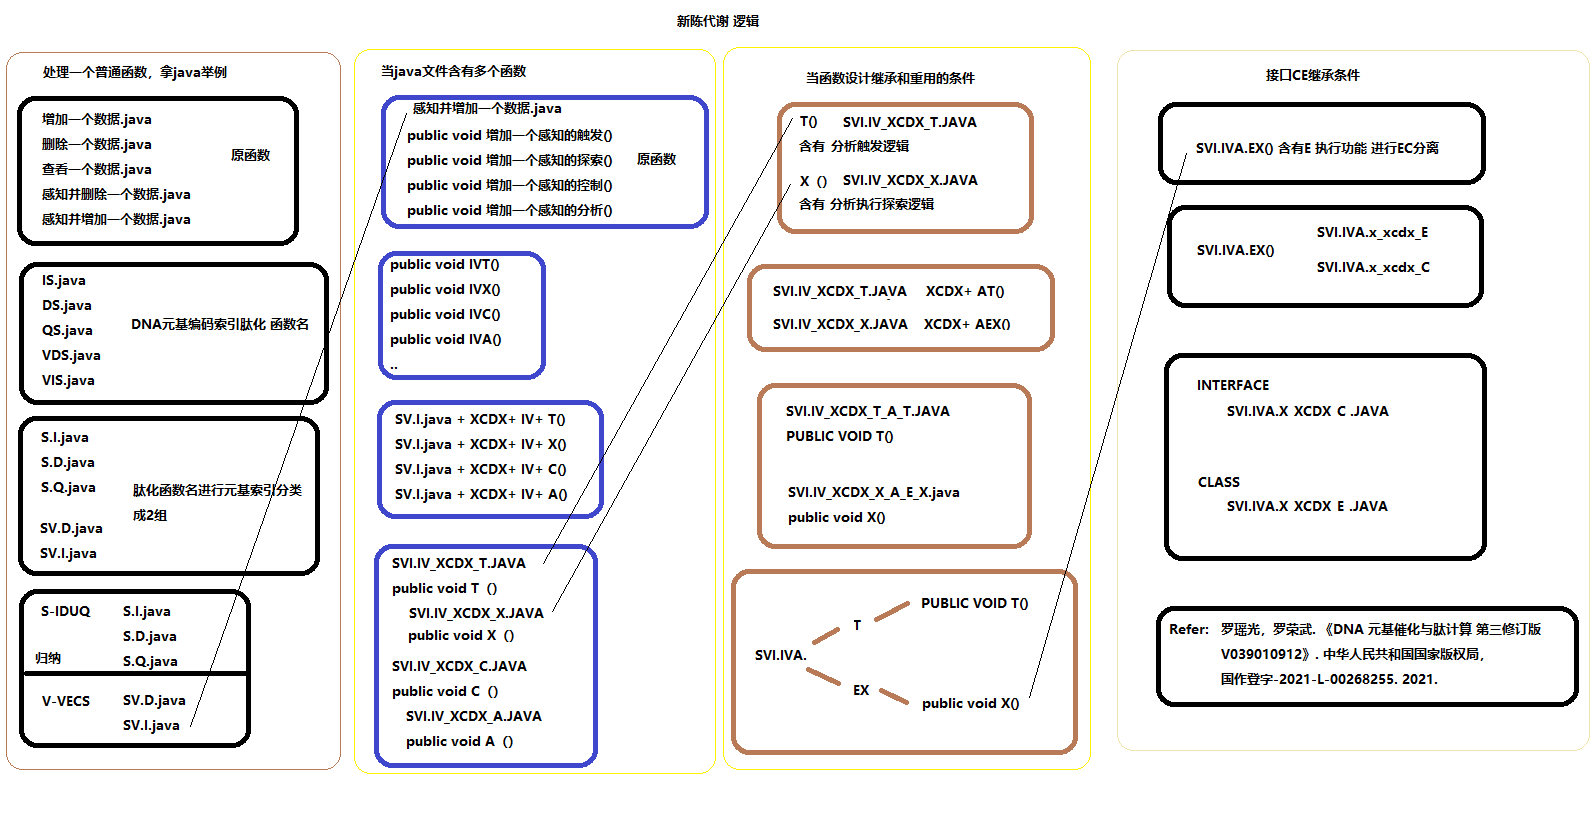 新陈代谢 逻辑
处理一个普通函数，拿java举例
增加一个数据.java
删除一个数据.java
查看一个数据.java
感知并删除一个数据.java
感知并增加一个数据.java
原函数
IS.java
DS.java
QS.java
VDS.java
VIS.java
DNA元基编码索引肽化 函数名
S.I.java
S.D.java
S.Q.java
SV.D.java
SV.I.java
肽化函数名进行元基索引分类
成2组
S-IDUQ
S.I.java
S.D.java
S.Q.java
归纳
V-VECS
SV.D.java
SV.I.java
当java文件含有多个函数
感知并增加一个数据.java
public void 增加一个感知的触发()
public void 增加一个感知的探索()
public void 增加一个感知的控制()
public void 增加一个感知的分析()
原函数
public void IVT()
public void IVX()
public void IVC()
public void IVA()
..
SV.I.java + XCDX+ IV+ T()
SV.I.java + XCDX+ IV+ X()
SV.I.java + XCDX+ IV+ C()
SV.I.java + XCDX+ IV+ A()
SVI.IV_XCDX_T.JAVA
public void T ()
SVI.IV_XCDX_X.JAVA
public void X ()
SVI.IV_XCDX_C.JAVA
public void C ()
SVI.IV_XCDX_A.JAVA
public void A ()
当函数设计继承和重用的条件
T() SVI.IV_XCDX_T.JAVA
含有 分析触发逻辑
X () SVI.IV_XCDX_X.JAVA
含有 分析执行探索逻辑
SVI.IV_XCDX_T.JAVA XCDX+ AT()
SVI.IV_XCDX_X.JAVA XCDX+ AEX()
SVI.IV_XCDX_T_A_T.JAVA
PUBLIC VOID T()
SVI.IV_XCDX_X_A_E_X.java
public void X()
SVI.IVA.
T
PUBLIC VOID T()
EX
public void X()
接口CE继承条件
SVI.IVA.EX() 含有E 执行功能 进行EC分离
SVI.IVA.EX()
SVI.IVA.x_xcdx_E
SVI.IVA.x_xcdx_C
INTERFACE
SVI.IVA.X XCDX C .JAVA
CLASS
SVI.IVA.X XCDX E .JAVA
Refer: 罗瑶光，罗荣武. 《DNA 元基催化与肽计算 第三修订版
V039010912》. 中华人民共和国国家版权局，
国作登字-2021-L-00268255. 2021.